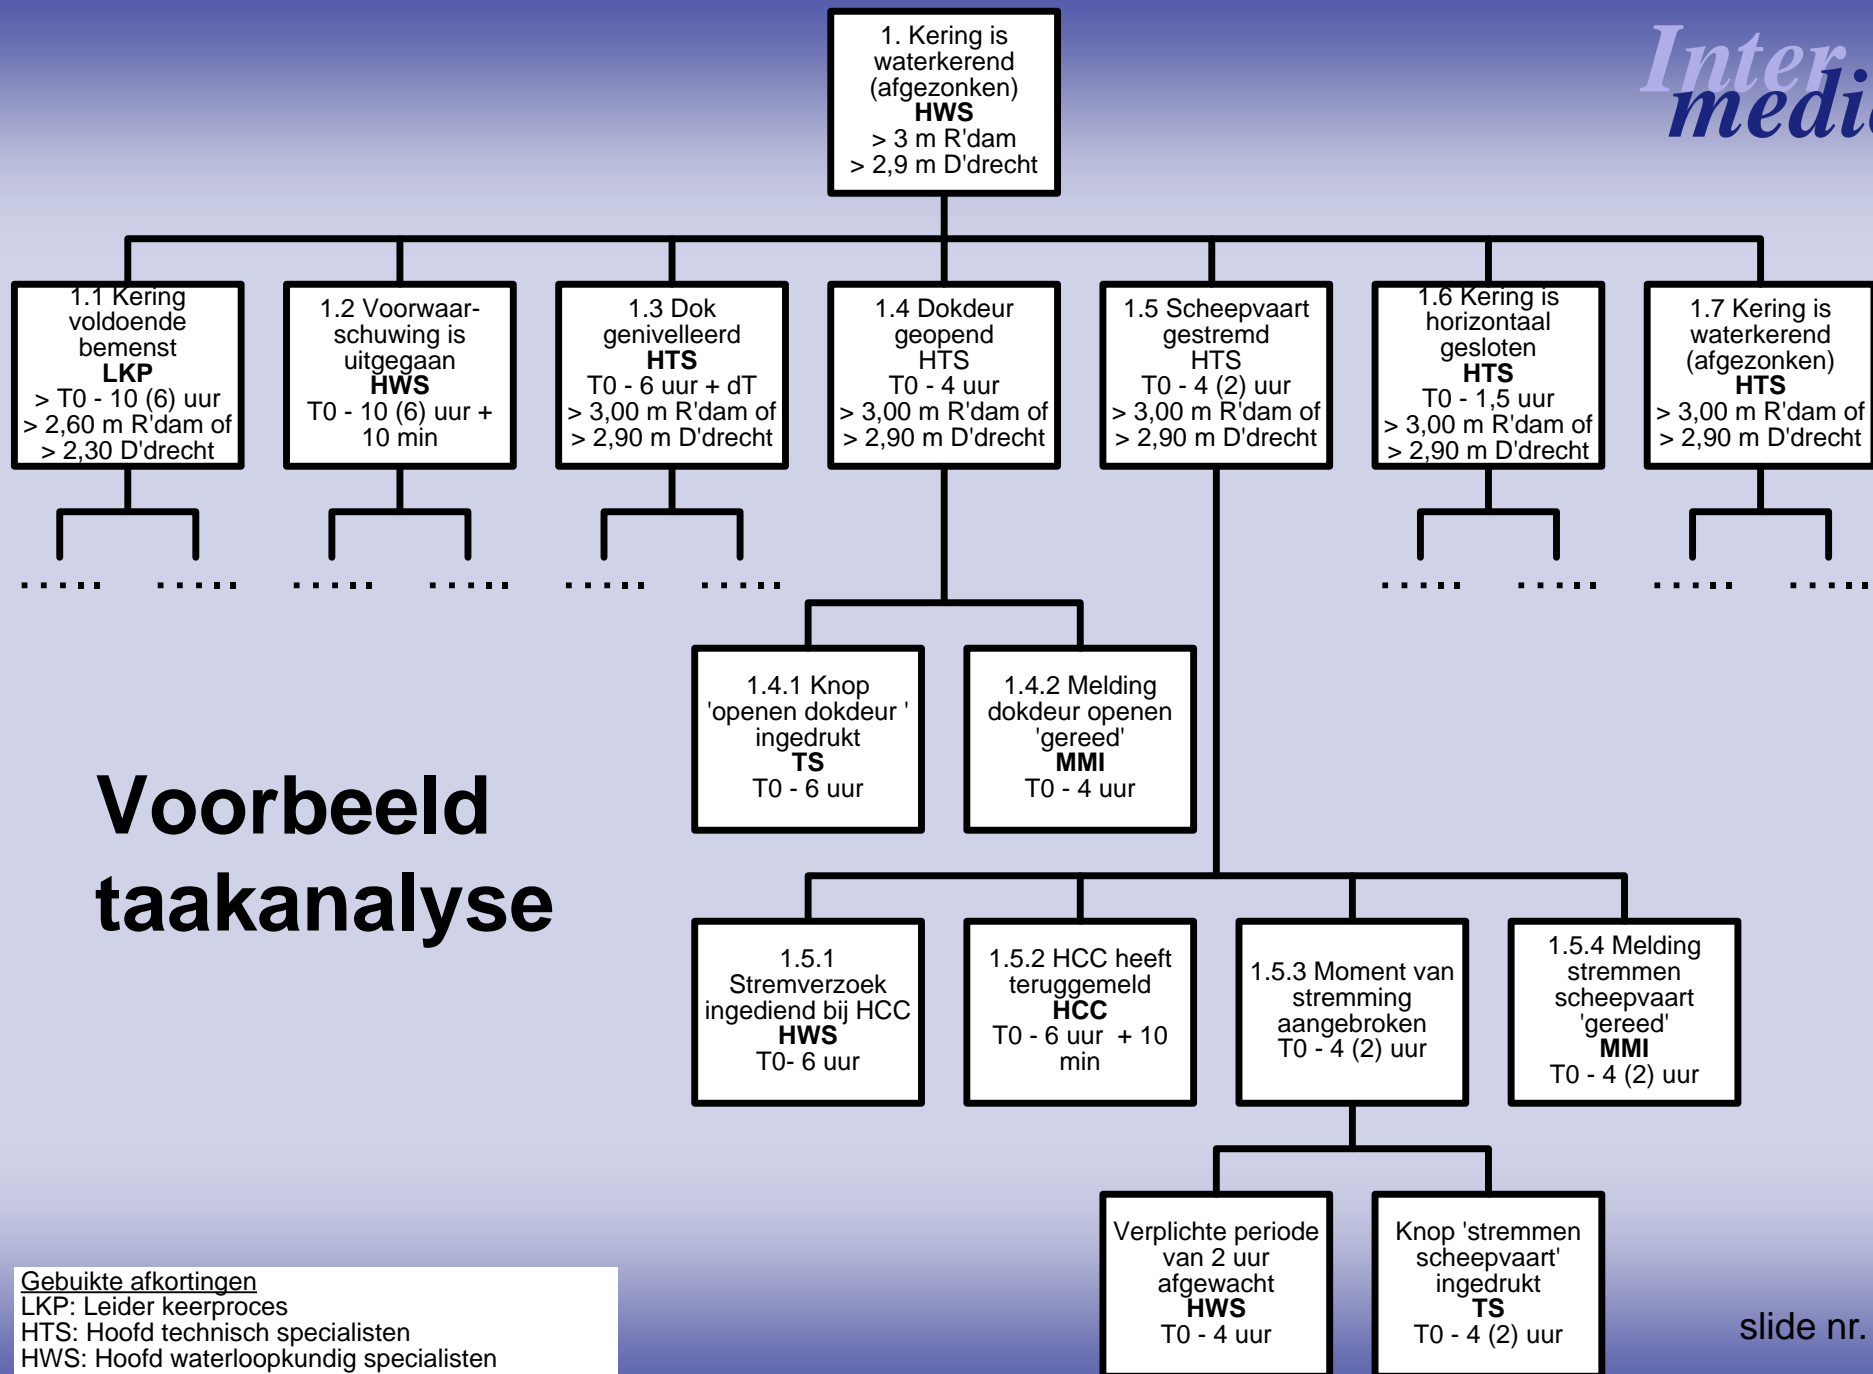 1. Kering is
waterkerend
(afgezonken)
HWS
> 3 m R'dam
> 2,9 m D'drecht
Inter
1.1 Kering
voldoende
bemenst
LKP
> T0 - 10 (6) uur
> 2,60 m R'dam of
> 2,30 D'drecht
1.2 Voorwaar-
schuwing is
uitgegaan
HWS
T0 - 10 (6) uur +
10 min
1.3 Dok
genivelleerd
HTS
T0 - 6 uur + dT
> 3,00 m R'dam of
> 2,90 m D'drecht
1.4 Dokdeur
geopend
HTS
T0 - 4 uur
> 3,00 m R'dam of
> 2,90 m D'drecht
1.5 Scheepvaart
gestremd
HTS
T0 - 4 (2) uur
> 3,00 m R'dam of
> 2,90 m D'drecht
1.6 Kering is
horizontaal
gesloten
HTS
T0 - 1,5 uur
> 3,00 m R'dam of
> 2,90 m D'drecht
1.7 Kering is
waterkerend
(afgezonken)
HTS
> 3,00 m R'dam of
> 2,90 m D'drecht
1.4.1 Knop
'openen dokdeur '
ingedrukt
TS
T0 - 6 uur
1.4.2 Melding
dokdeur openen
'gereed'
MMI
T0 - 4 uur
Voorbeeld
taakanalyse
1.5.1
Stremverzoek
ingediend bij HCC
HWS
T0- 6 uur
1.5.2 HCC heeft
teruggemeld
HCC
T0 - 6 uur + 10
min
1.5.3 Moment van
stremming
aangebroken
T0 - 4 (2) uur
1.5.4 Melding
stremmen
scheepvaart
'gereed'
MMI
T0 - 4 (2) uur
Verplichte periode
van 2 uur
afgewacht
HWS
T0 - 4 uur
Knop 'stremmen
scheepvaart'
ingedrukt
TS
T0 - 4 (2) uur
Gebuikte afkortingen
LKP: Leider keerproces
HTS: Hoofd technisch specialisten
HWS: Hoofd waterloopkundig specialisten
slide nr.